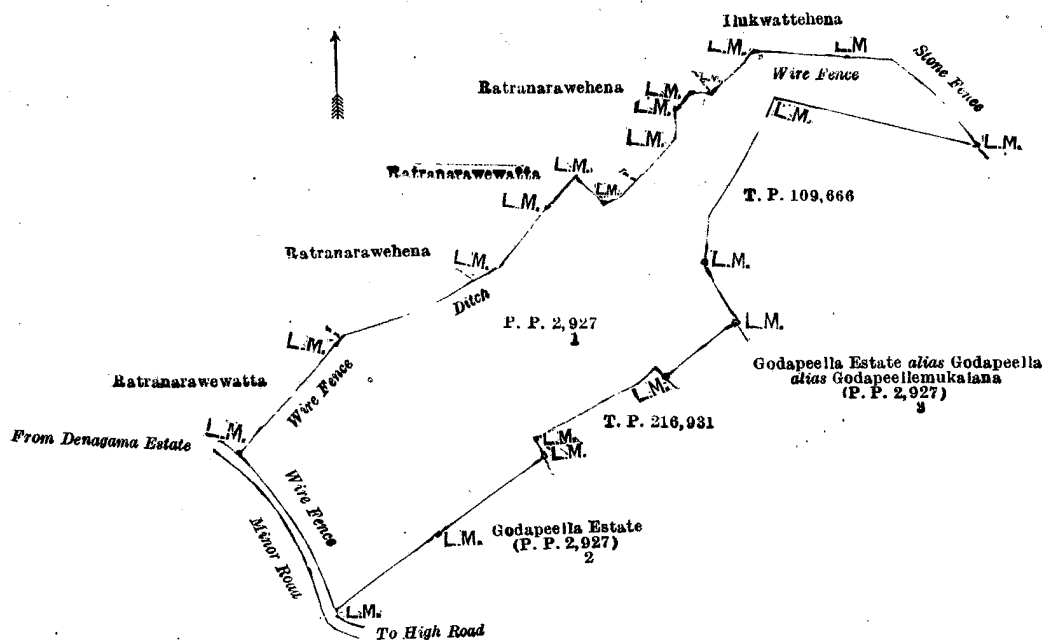 Ilukwattehena
L.M.
L.M
Stone Fence
Wire Fence
Ratranarawehena
L.M.
L.M.
L.M.
L.M.
L.M.
Ratranarawewatta
L.M.
L.M.
L.M.
T. P. 109,666
Ratranarawehena
L.M.
L.M.
Ditch
P. P. 2,927
1
L.M.
L.M.
Wire Fence
Godapeella Estate alias Godapeella
alias Godapeellemukalana
(P. P. 2,927)
3
Ratranarawewatta
L.M.
T. P. 216,931
L.M.
From Denagama Estate
L.M.
L.M.
Wire Fence
Minor Road
L.M.
Godapeella Estate
(P. P. 2,927)
2
L.M.
To High Road